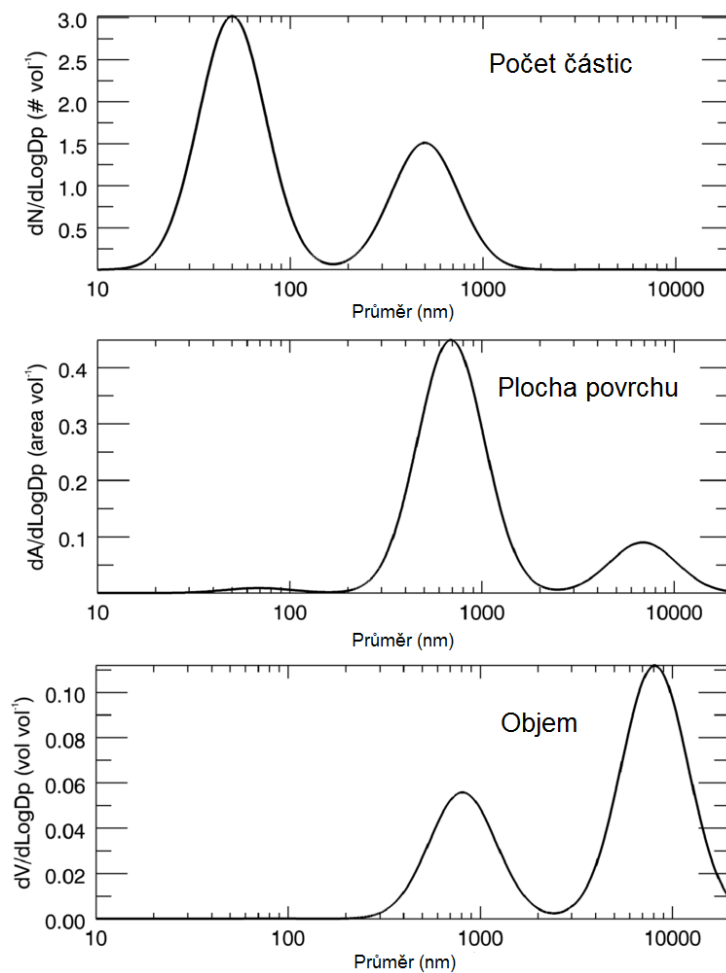 Počet částic
dN/dLogDp (# vol⁻¹)
3.0
2.5
2.0
1.5
1.0
0.5
10 100 1000 10000
Průměr (nm)
Plocha povrchu
dA/dLogDp (area vol⁻¹)
0.4
0.3
0.2
0.1
10 100 1000 10000
Průměr (nm)
Objem
dV/dLogDp (vol vol⁻¹)
0.10
0.08
0.06
0.04
0.02
0.00
10 100 1000 10000
Průměr (nm)